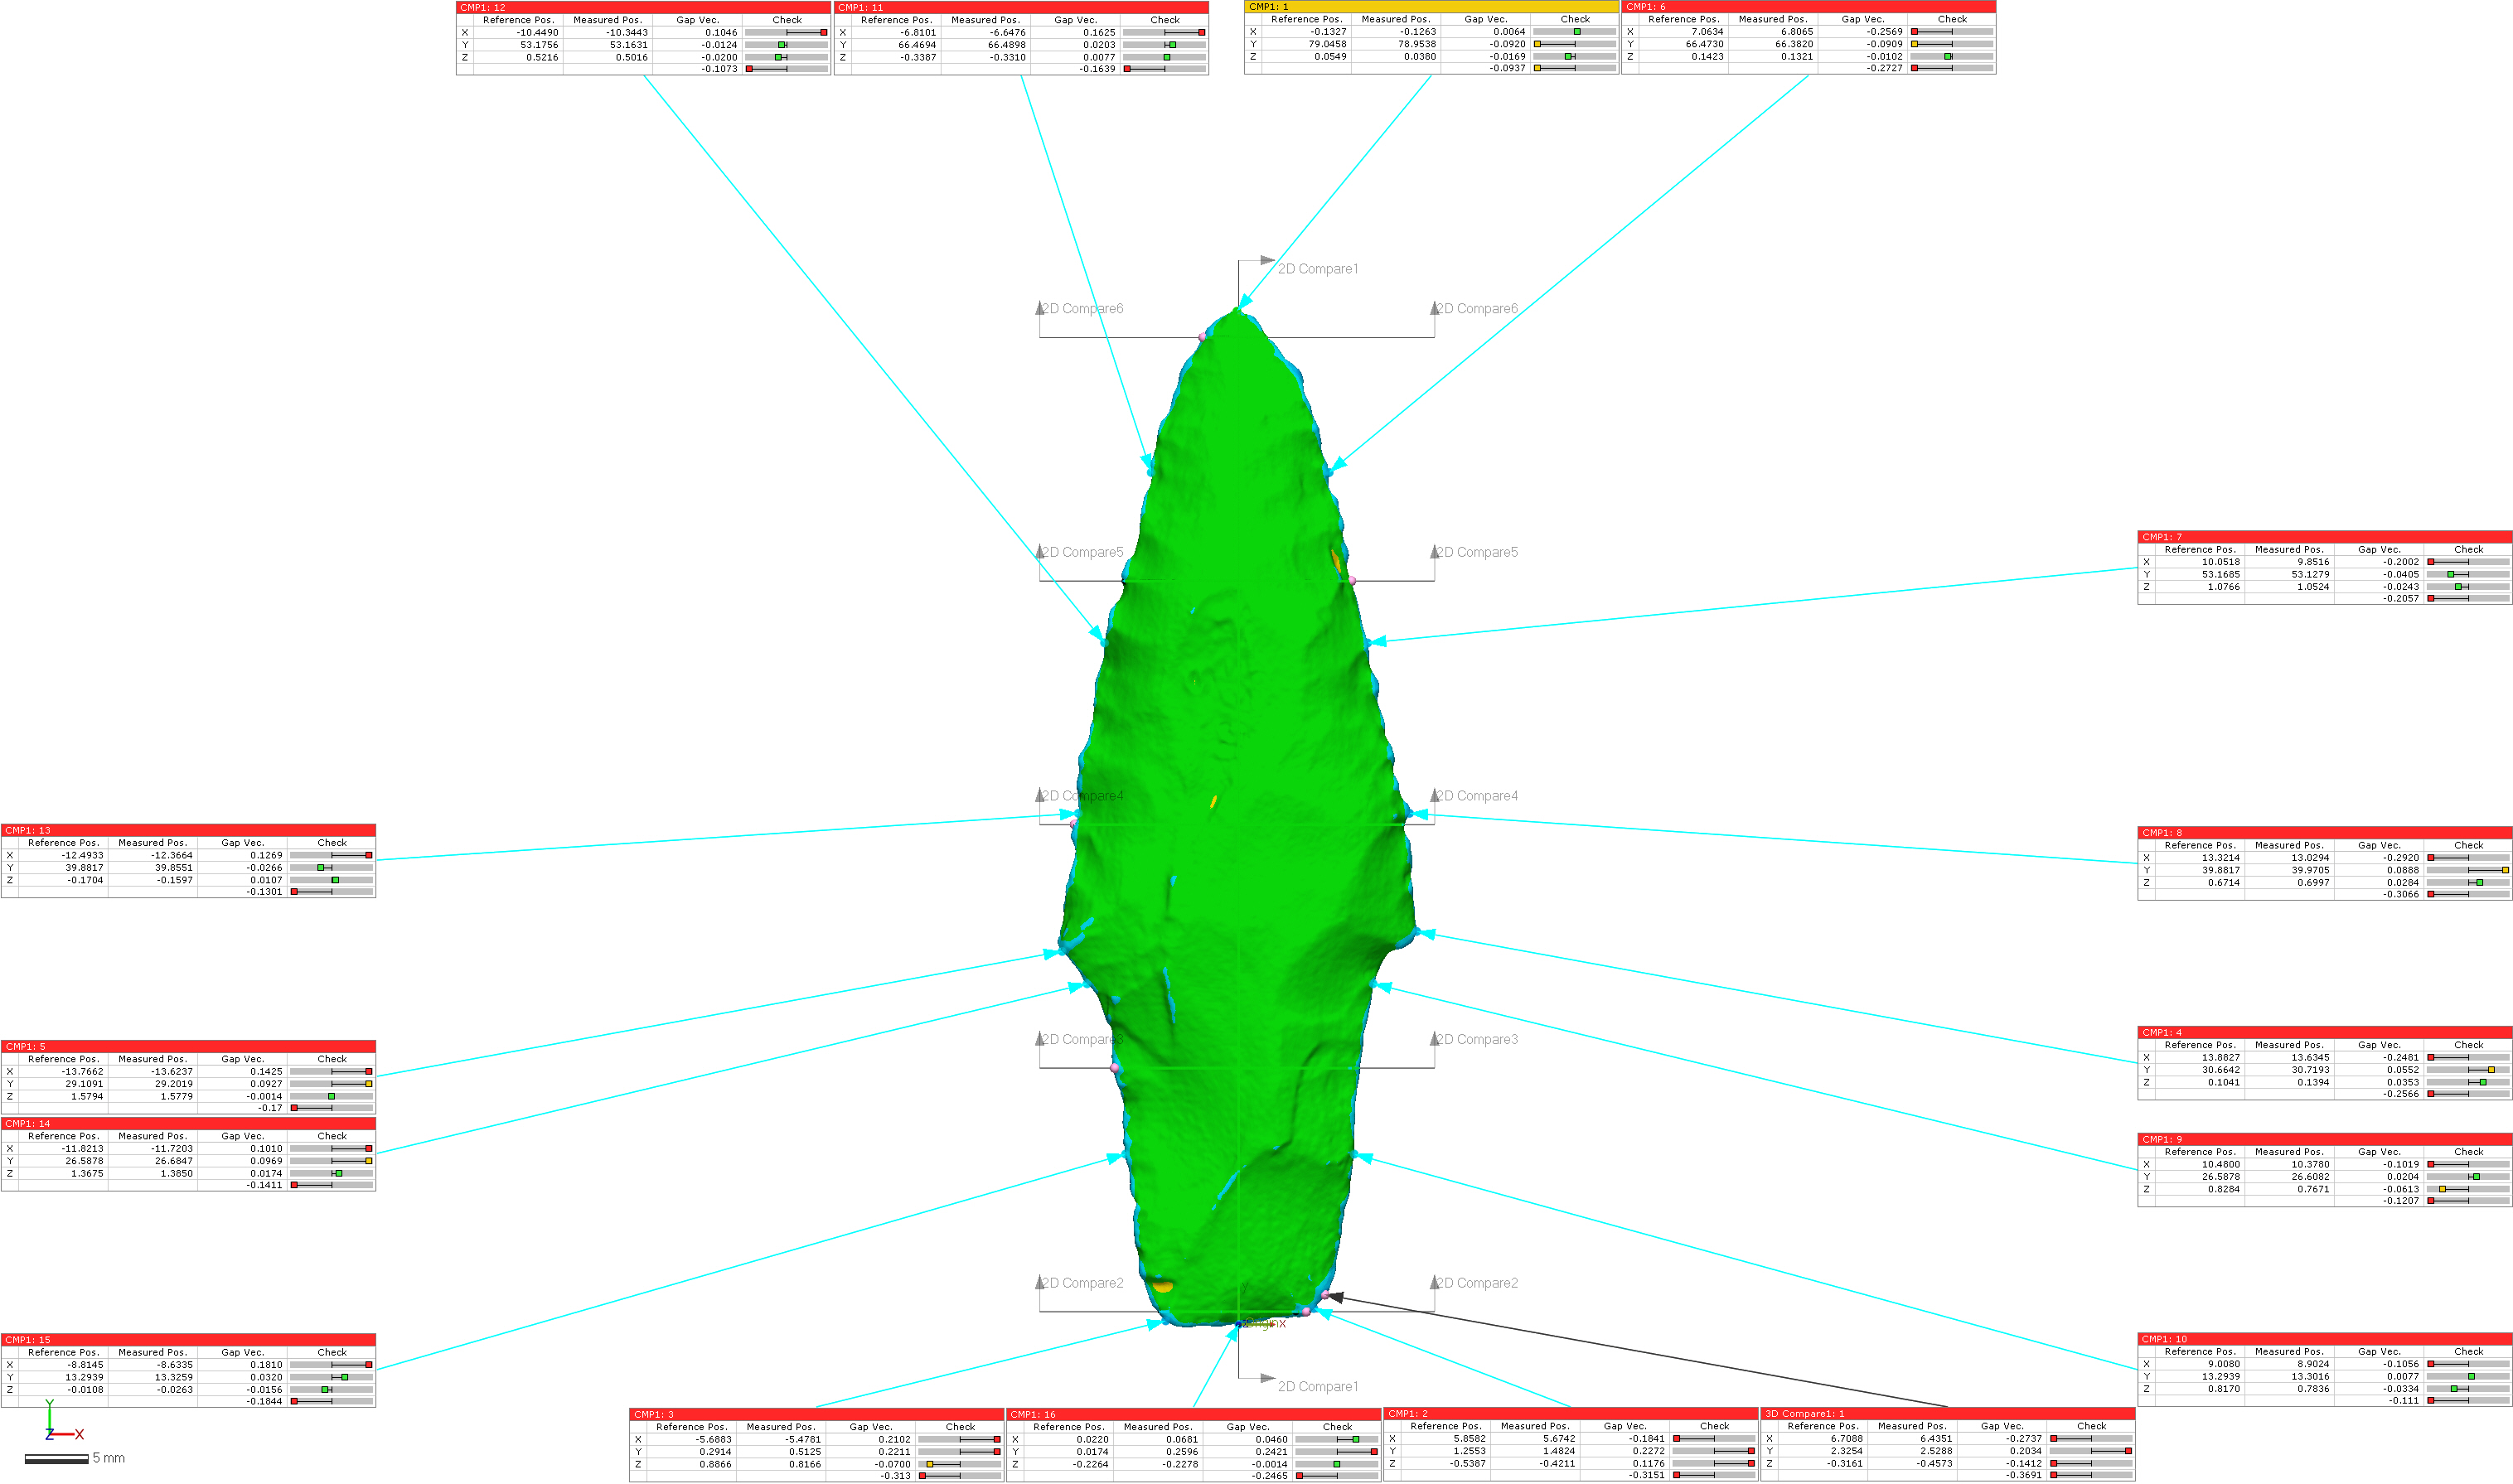 CMP1: 12
Reference Pos. Measured Pos. Gap Vec. Check
X -10.4490 -10.3443 0.1046
Y 53.1756 53.1631 -0.0124
Z 0.5216 0.5016 -0.0200
-0.1073
CMP1: 11
Reference Pos. Measured Pos. Gap Vec. Check
X -6.8101 -6.6476 0.1625
Y 66.4694 66.4898 0.0203
Z -0.3387 -0.3310 0.0077
-0.1639
CMP1: 1
Reference Pos. Measured Pos. Gap Vec. Check
X -0.1327 -0.1263 0.0064
Y 79.0458 78.9538 -0.0920
Z 0.0549 0.0380 -0.0169
-0.0937
CMP1: 6
Reference Pos. Measured Pos. Gap Vec. Check
X 7.0634 6.8065 -0.2569
Y 66.4730 66.3820 -0.0909
Z 0.1423 0.1321 -0.0102
-0.2727
2D Compare1
2D Compare6 2D Compare6
2D Compare5 2D Compare5
CMP1: 7
Reference Pos. Measured Pos. Gap Vec. Check
X 10.0518 9.8516 -0.2002
Y 53.1685 53.1279 -0.0405
Z 1.0766 1.0524 -0.0243
-0.2057
2D Compare4 2D Compare4
CMP1: 13
Reference Pos. Measured Pos. Gap Vec. Check
X -12.4933 -12.3664 0.1269
Y 39.8817 39.8551 -0.0266
Z -0.1704 -0.1597 0.0107
-0.1301
CMP1: 8
Reference Pos. Measured Pos. Gap Vec. Check
X 13.3214 13.0294 -0.2920
Y 39.8817 39.9705 0.0888
Z 0.6714 0.6997 0.0284
-0.3066
2D Compare3 2D Compare3
CMP1: 5
Reference Pos. Measured Pos. Gap Vec. Check
X -13.7662 -13.6237 0.1425
Y 29.1091 29.2019 0.0927
Z 1.5794 1.5779 -0.0014
-0.17
CMP1: 4
Reference Pos. Measured Pos. Gap Vec. Check
X 13.8827 13.6345 -0.2481
Y 30.6642 30.7193 0.0552
Z 0.1041 0.1394 0.0353
-0.2566
CMP1: 14
Reference Pos. Measured Pos. Gap Vec. Check
X -11.8213 -11.7203 0.1010
Y 26.5878 26.6847 0.0969
Z 1.3675 1.3850 0.0174
-0.1411
CMP1: 9
Reference Pos. Measured Pos. Gap Vec. Check
X 10.4800 10.3780 -0.1019
Y 26.5878 26.6082 0.0204
Z 0.8284 0.7671 -0.0613
-0.1207
2D Compare2 2D Compare2
CMP1: 15
Reference Pos. Measured Pos. Gap Vec. Check
X -8.8145 -8.6335 0.1810
Y 13.2939 13.3259 0.0320
Z -0.0108 -0.0263 -0.0156
-0.1844
CMP1: 10
Reference Pos. Measured Pos. Gap Vec. Check
X 9.0080 8.9024 -0.1056
Y 13.2939 13.3016 0.0077
Z 0.8170 0.7836 -0.0334
-0.111
2D Compare1
CMP1: 3
Reference Pos. Measured Pos. Gap Vec. Check
X -5.6883 -5.4781 0.2102
Y 0.2914 0.5125 0.2211
Z 0.8866 0.8166 -0.0700
-0.313
CMP1: 16
Reference Pos. Measured Pos. Gap Vec. Check
X 0.0220 0.0681 0.0460
Y 0.0174 0.2596 0.2421
Z -0.2264 -0.2278 -0.0014
-0.2465
CMP1: 2
Reference Pos. Measured Pos. Gap Vec. Check
X 5.8582 5.6742 -0.1841
Y 1.2553 1.4824 0.2272
Z -0.5387 -0.4211 0.1176
-0.3151
3D Compare1: 1
Reference Pos. Measured Pos. Gap Vec. Check
X 6.7088 6.4351 -0.2737
Y 2.3254 2.5288 0.2034
Z -0.3161 -0.4573 -0.1412
-0.3691
Y
Z X
5 mm